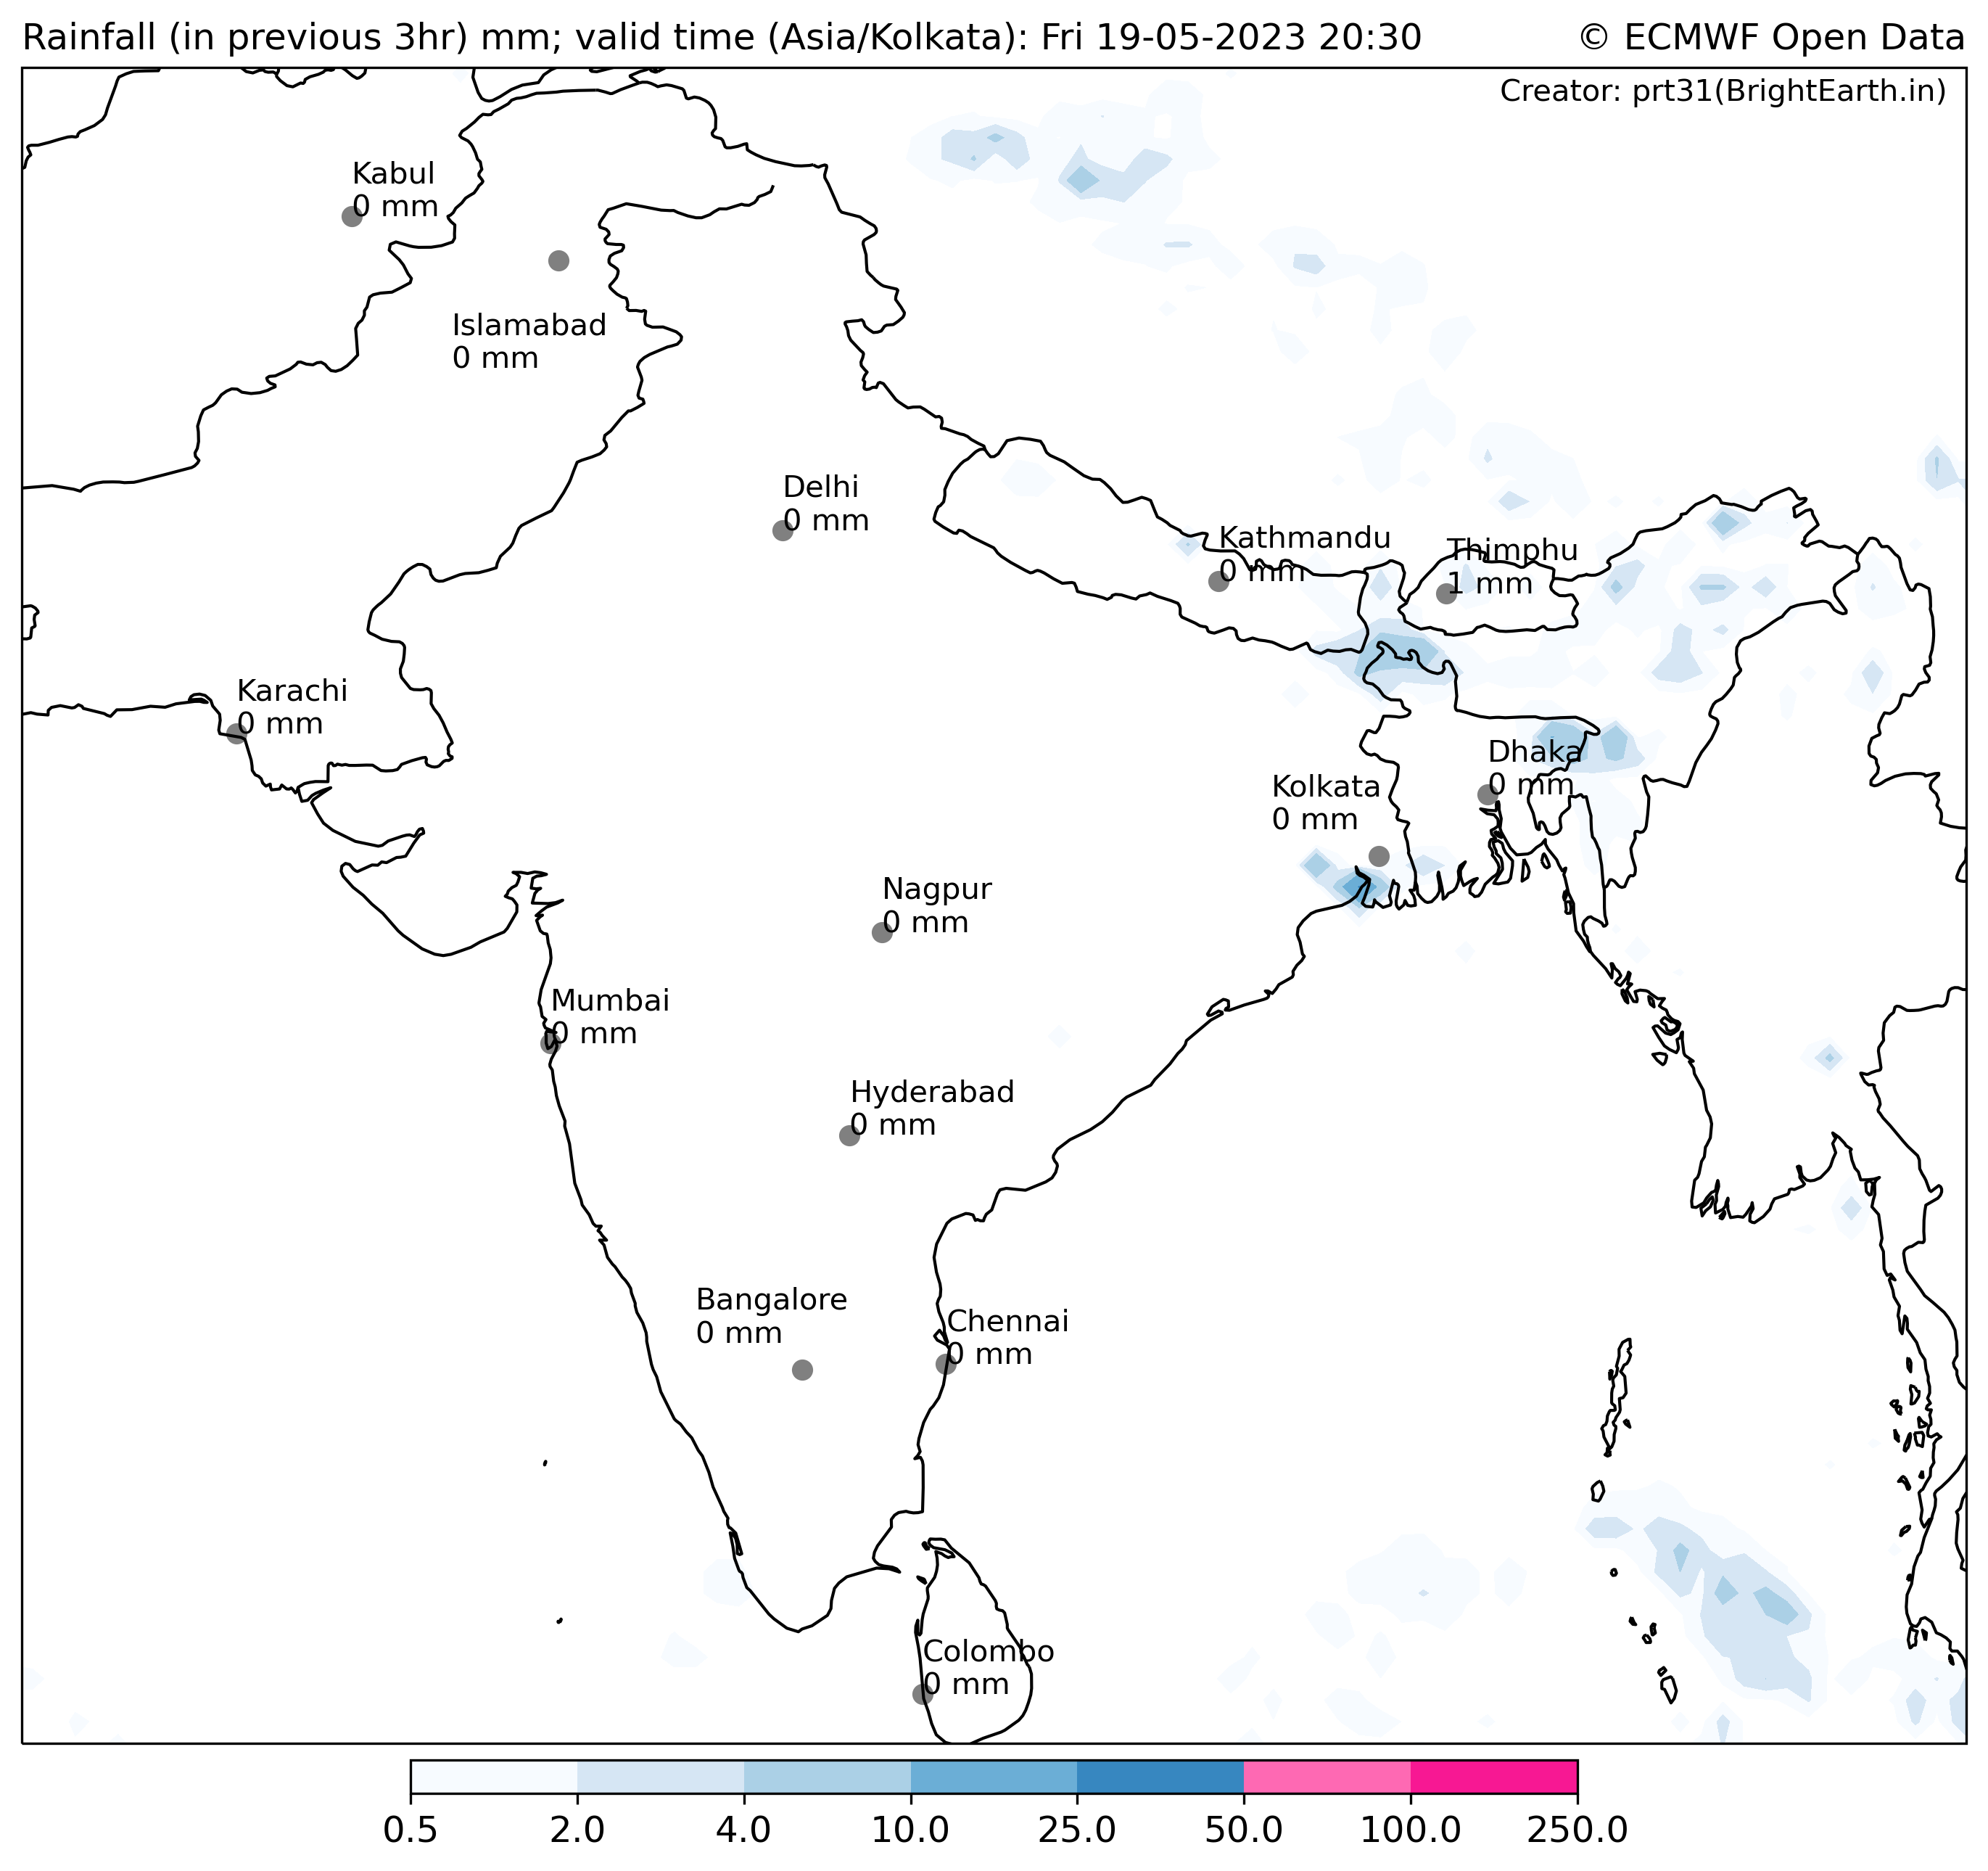 Rainfall (in previous 3hr) mm; valid time (Asia/Kolkata): Fri 19-05-2023 20:30
© ECMWF Open Data
Creator: prt31(BrightEarth.in)
Kabul
0 mm
Islamabad
0 mm
Delhi
0 mm
Kathmandu
0 mm
Thimphu
1 mm
Karachi
0 mm
Dhaka
0 mm
Kolkata
0 mm
Nagpur
0 mm
Mumbai
0 mm
Hyderabad
0 mm
Bangalore
0 mm
Chennai
0 mm
Colombo
0 mm
0.5 2.0 4.0 10.0 25.0 50.0 100.0 250.0